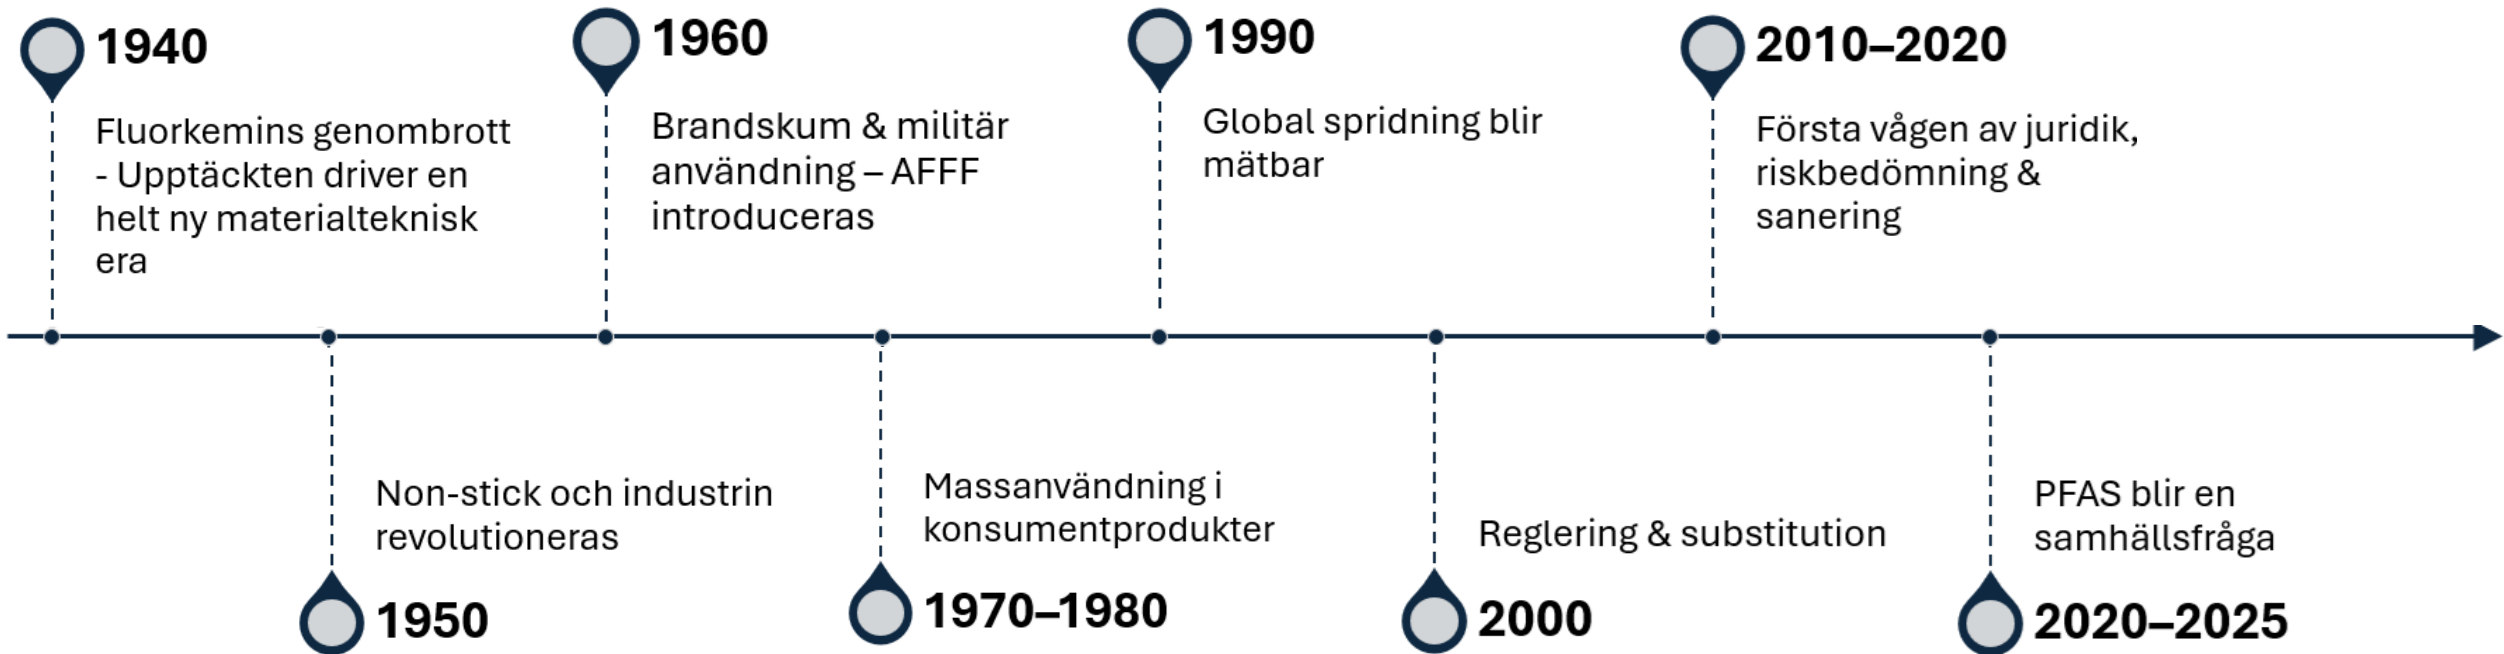 1940
Fluorkemins genombrott
- Upptäckten driver en
helt ny materialteknisk
era
1960
Brandskum & militär
användning – AFFF
introduceras
1990
Global spridning blir
mätbar
2010–2020
Första vågen av juridik,
riskbedömning &
sanering
Non-stick och industrin
revolutioneras
1950
Massanvändning i
konsumentprodukter
1970–1980
Reglering & substitution
2000
PFAS blir en
samhällsfråga
2020–2025